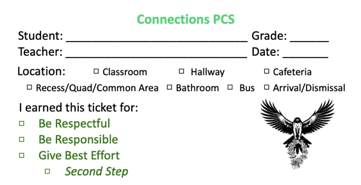 Connections PCS
Student: ______________________________ Grade: ______
Teacher: ______________________________ Date: _______
Location: □ Classroom □ Hallway □ Cafeteria
□ Recess/Quad/Common Area □ Bathroom □ Bus □ Arrival/Dismissal
I earned this ticket for:
□ Be Respectful
□ Be Responsible
□ Give Best Effort
□ Second Step